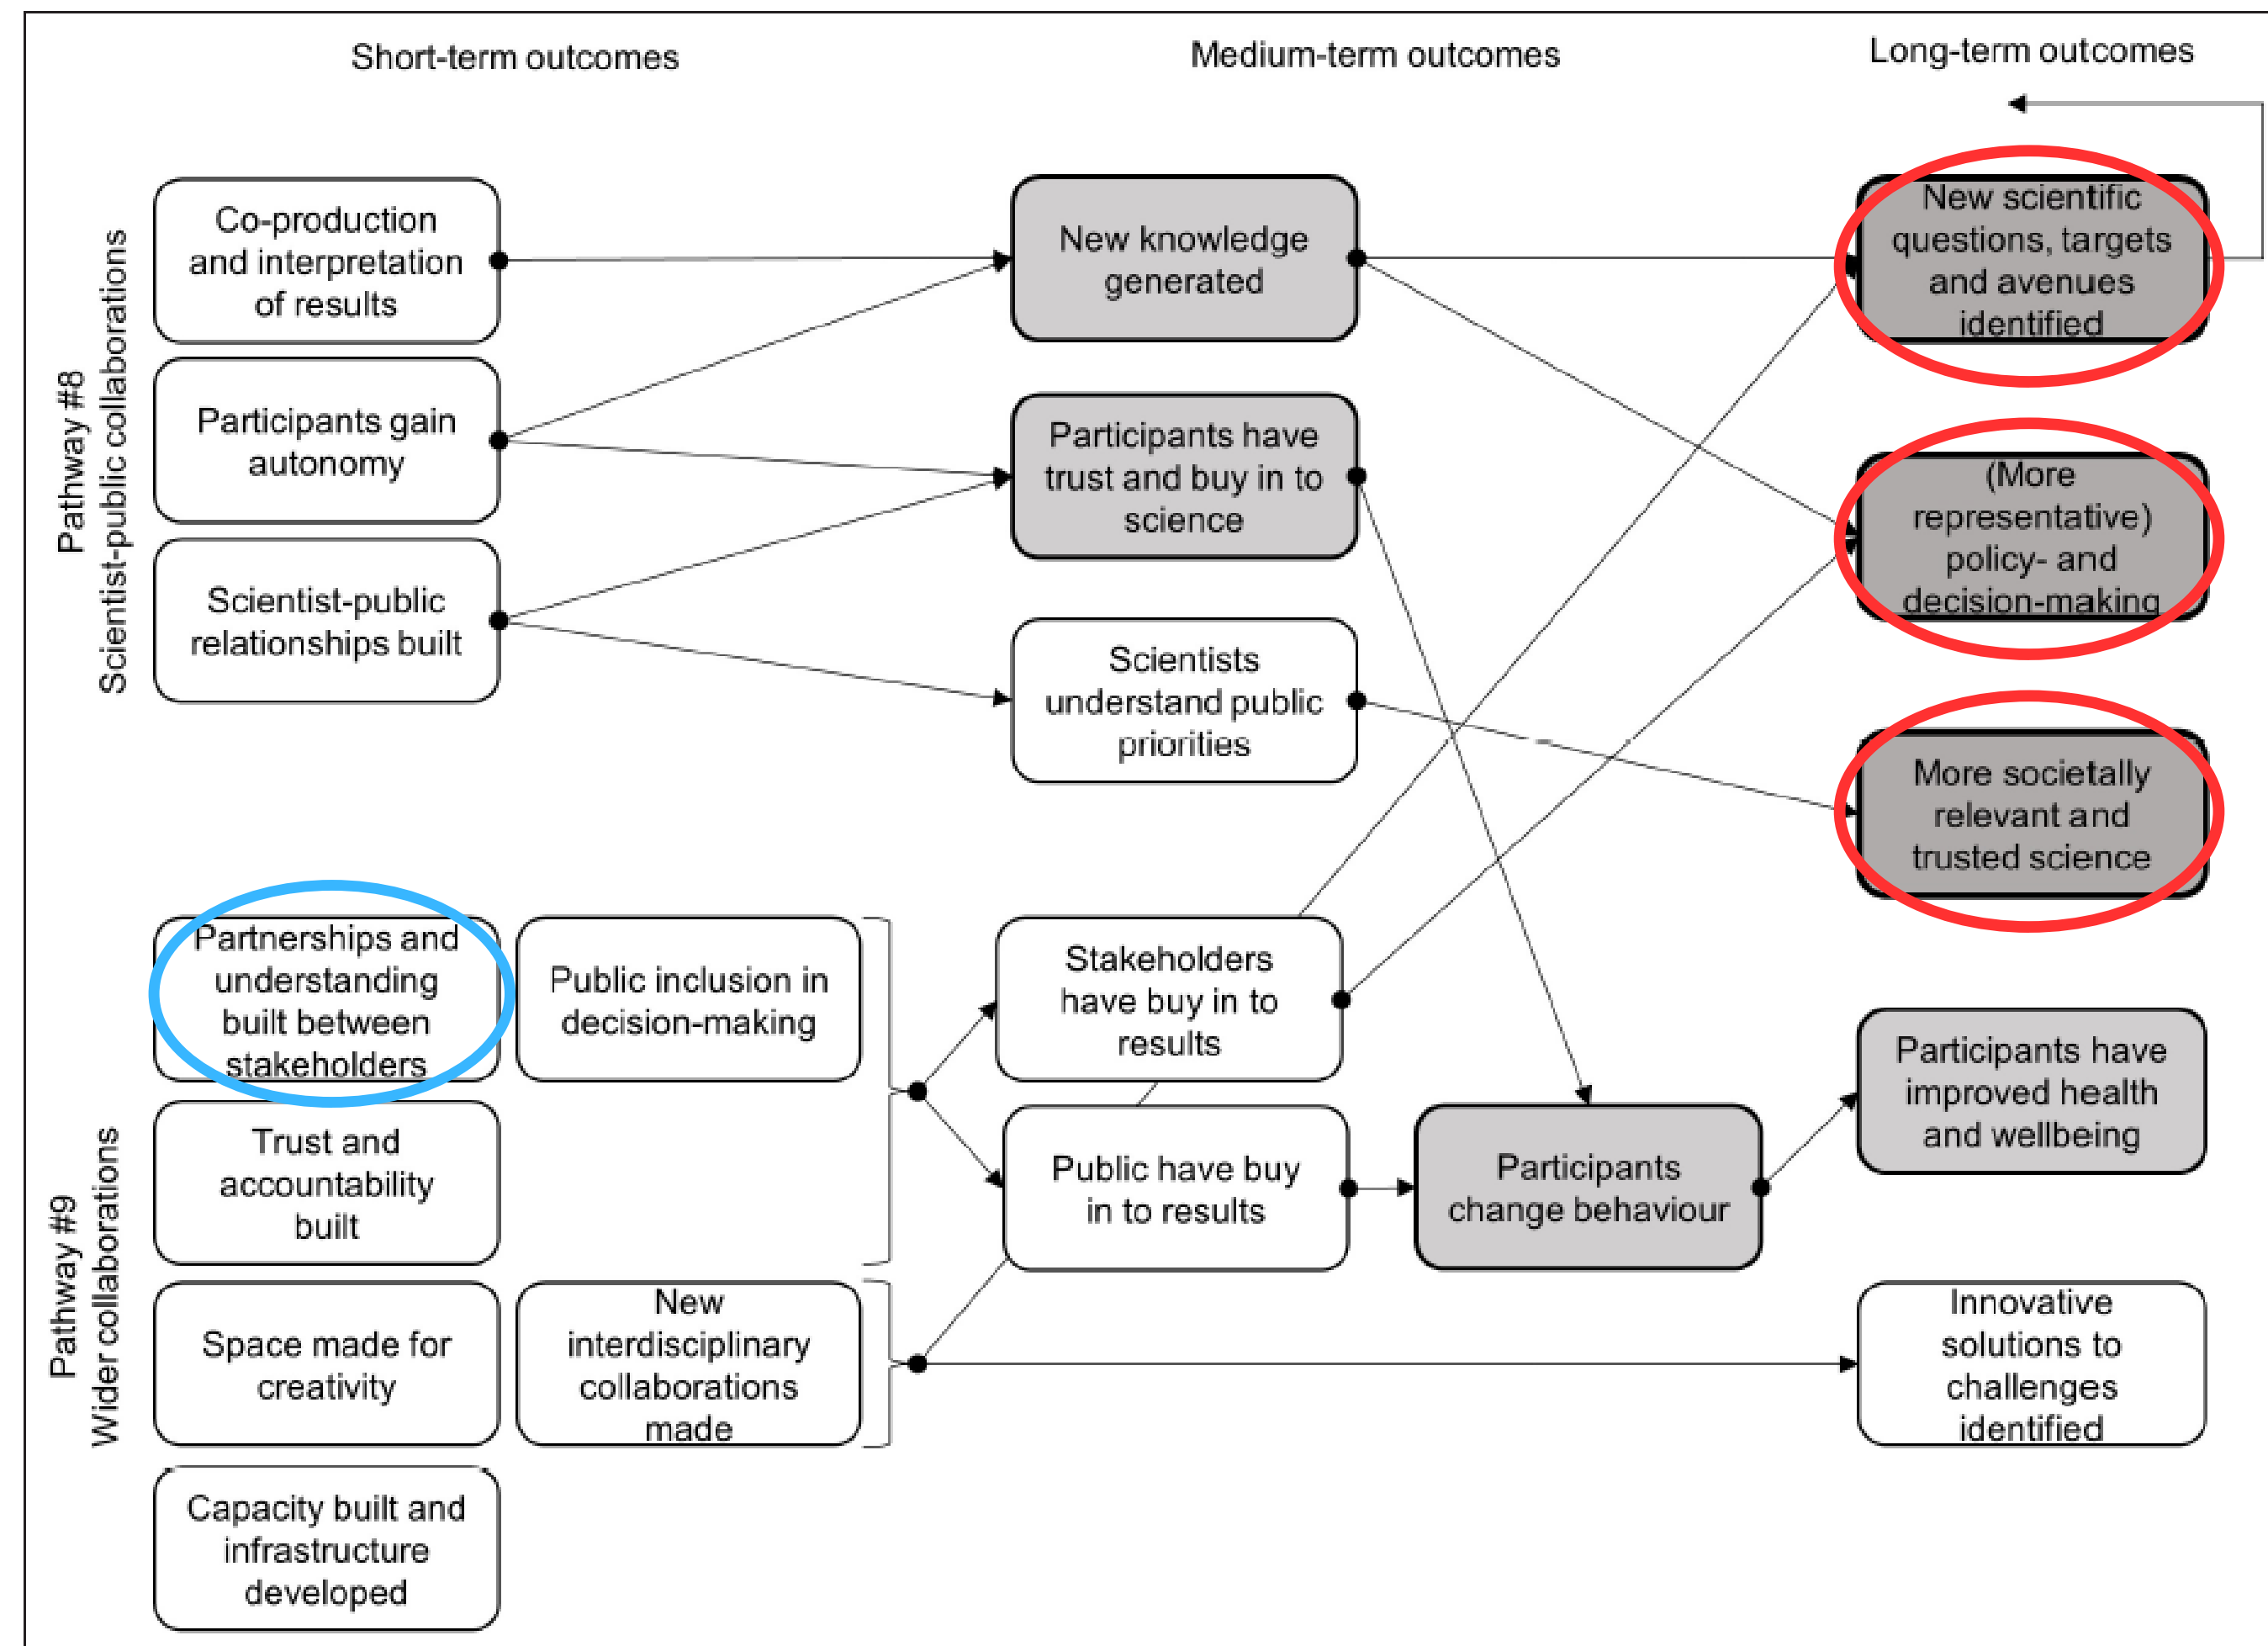 Short-term outcomes
Medium-term outcomes
Long-term outcomes
Pathway #8
Scientist-public collaborations
Co-production
and interpretation
of results
Participants gain
autonomy
Scientist-public
relationships built
New knowledge
generated
Participants have
trust and buy in to
science
Scientists
understand public
priorities
New scientific
questions, targets
and avenues
identified
(More
representative)
policy- and
decision-making
More societally
relevant and
trusted science
Pathway #9
Wider collaborations
Partnerships and
understanding
built between
stakeholders
Public inclusion in
decision-making
Trust and
accountability
built
Space made for
creativity
New
interdisciplinary
collaborations
made
Capacity built and
infrastructure
developed
Stakeholders
have buy in to
results
Public have buy
in to results
Participants
change behaviour
Participants have
improved health
and wellbeing
Innovative
solutions to
challenges
identified